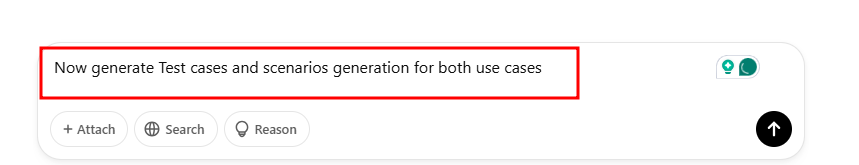 Now generate Test cases and scenarios generation for both use cases
+ Attach Search Reason